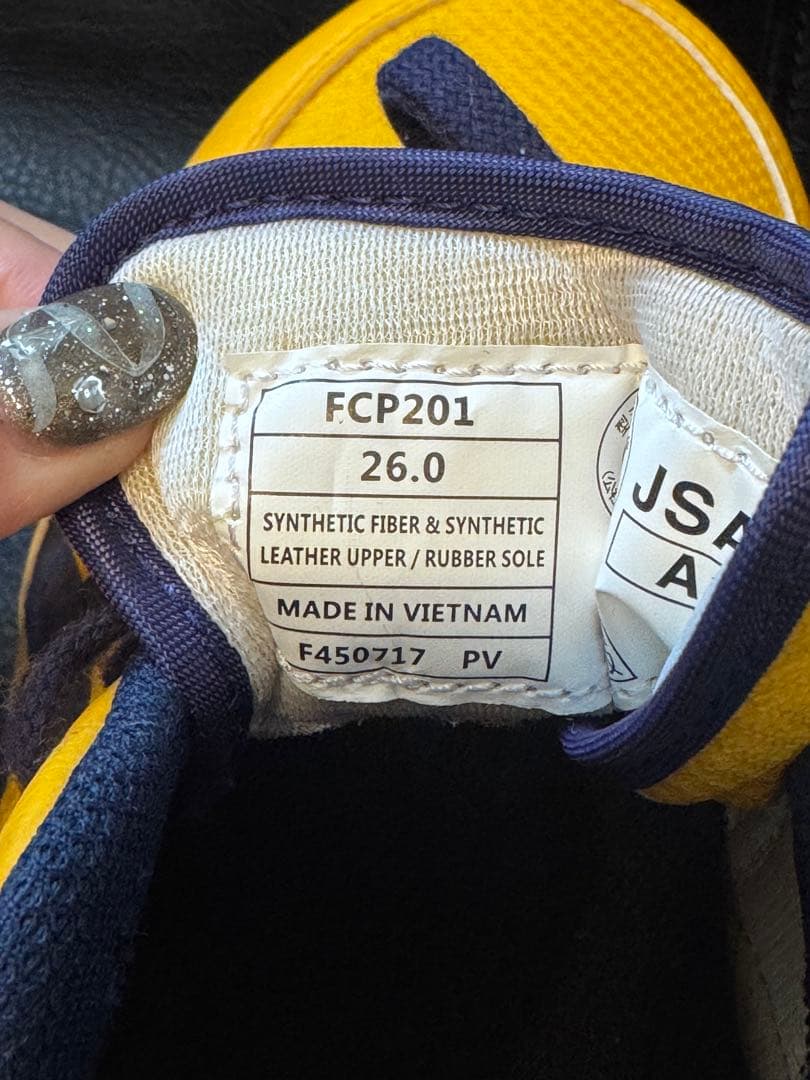 FCP201
26.0
SYNTHETIC FIBER & SYNTHETIC
LEATHER UPPER / RUBBER SOLE
MADE IN VIETNAM
F450717 PV
A